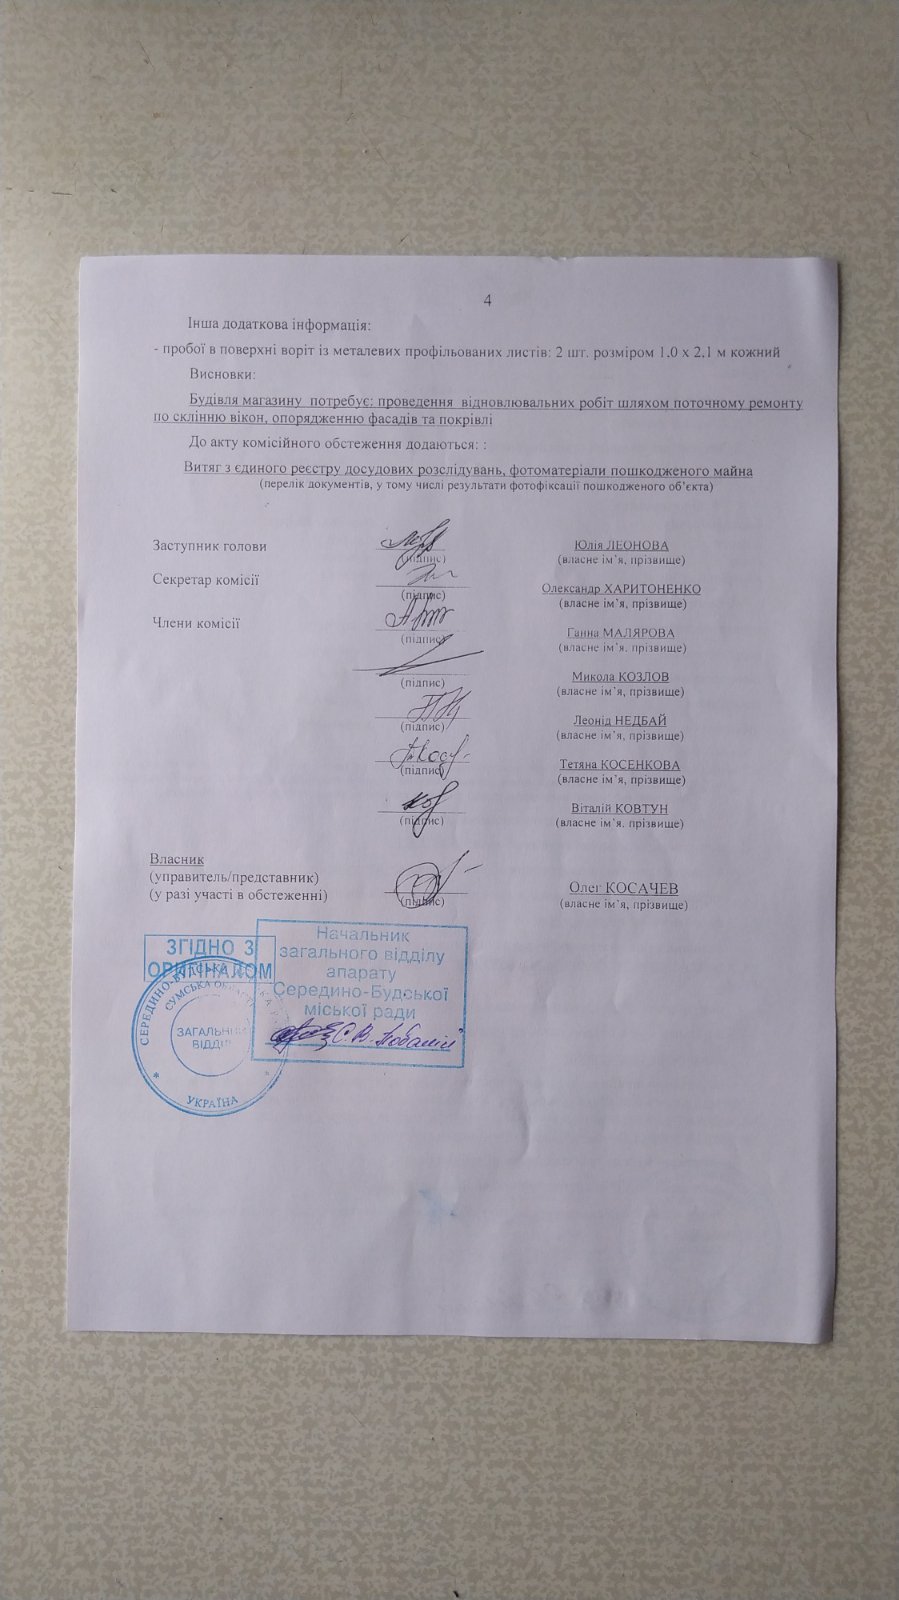 4
Інша додаткова інформація:
- пробої в поверхні воріт із металевих профільованих листів: 2 шт. розміром 1,0 х 2,1 м кожний
Висновки:
Будівля магазину потребує: проведення відновлювальних робіт шляхом поточному ремонту
по склінню вікон, опорядженню фасадів та покрівлі
До акту комісійного обстеження додаються: :
Витяг з єдиного реєстру досудових розслідувань, фотоматеріали пошкодженого майна
(перелік документів, у тому числі результати фотофіксації пошкодженого об'єкта)
Заступник голови
(підпис)
Юлія ЛЕОНОВА
(власне ім`я, прізвище)
Секретар комісії
(підпис)
Олександр ХАРИТОНЕНКО
(власне ім`я, прізвище)
Члени комісії
(підпис)
Ганна МАЛЯРОВА
(власне ім`я, прізвище)
(підпис)
Микола КОЗЛОВ
(власне ім`я, прізвище)
(підпис)
Леонід НЕДБАЙ
(власне ім`я, прізвище)
(підпис)
Тетяна КОСЕНКОВА
(власне ім`я, прізвище)
(підпис)
Віталій КОВТУН
(власне ім`я, прізвище)
Власник
(управитель/представник)
(у разі участі в обстеженні)
(підпис)
Олег КОСАЧЕВ
(власне ім`я, прізвище)
ЗГІДНО З
ОРИГІНАЛОМ
Начальник
загального відділу
апарату
Середино-Будської
міської ради
С.В.
СЕРЕДИНО-БУДСЬКА
СУМСЬКА
ЗАГАЛЬНИЙ
ВІДДІЛ
УКРАЇНА